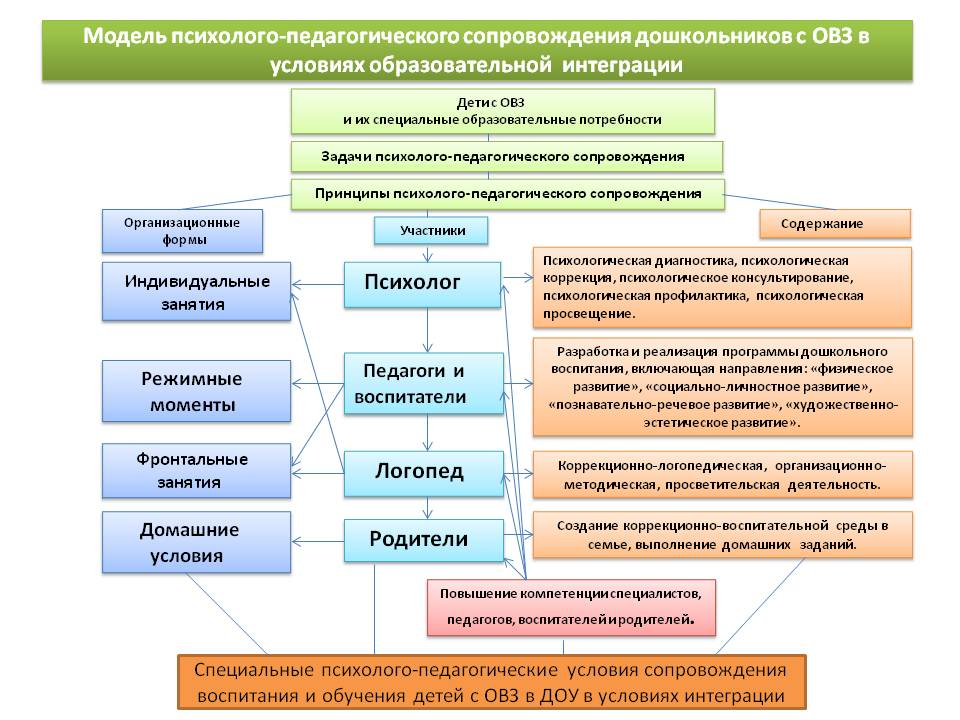 Модель психолого-педагогического сопровождения дошкольников с ОВЗ в
условиях образовательной интеграции
Дети с ОВЗ
и их специальные образовательные потребности
Задачи психолого-педагогического сопровождения
Принципы психолого-педагогического сопровождения
Организационные
формы
Участники
Содержание
Индивидуальные
занятия
Психолог
Психологическая диагностика, психологическая
коррекция, психологическое консультирование,
психологическая профилактика, психологическая
просвещение.
Режимные
моменты
Педагоги и
воспитатели
Разработка и реализация программы дошкольного
воспитания, включающая направления: «физическое
развитие», «социально-личностное развитие»,
«познавательно-речевое развитие», «художественно-
эстетическое развитие».
Фронтальные
занятия
Логопед
Коррекционно-логопедическая, организационно-
методическая, просветительская деятельность.
Домашние
условия
Родители
Создание коррекционно-воспитательной среды в
семье, выполнение домашних заданий.
Повышение компетенции специалистов,
педагогов, воспитателей и родителей.
Специальные психолого-педагогические условия сопровождения
воспитания и обучения детей с ОВЗ в ДОУ в условиях интеграции